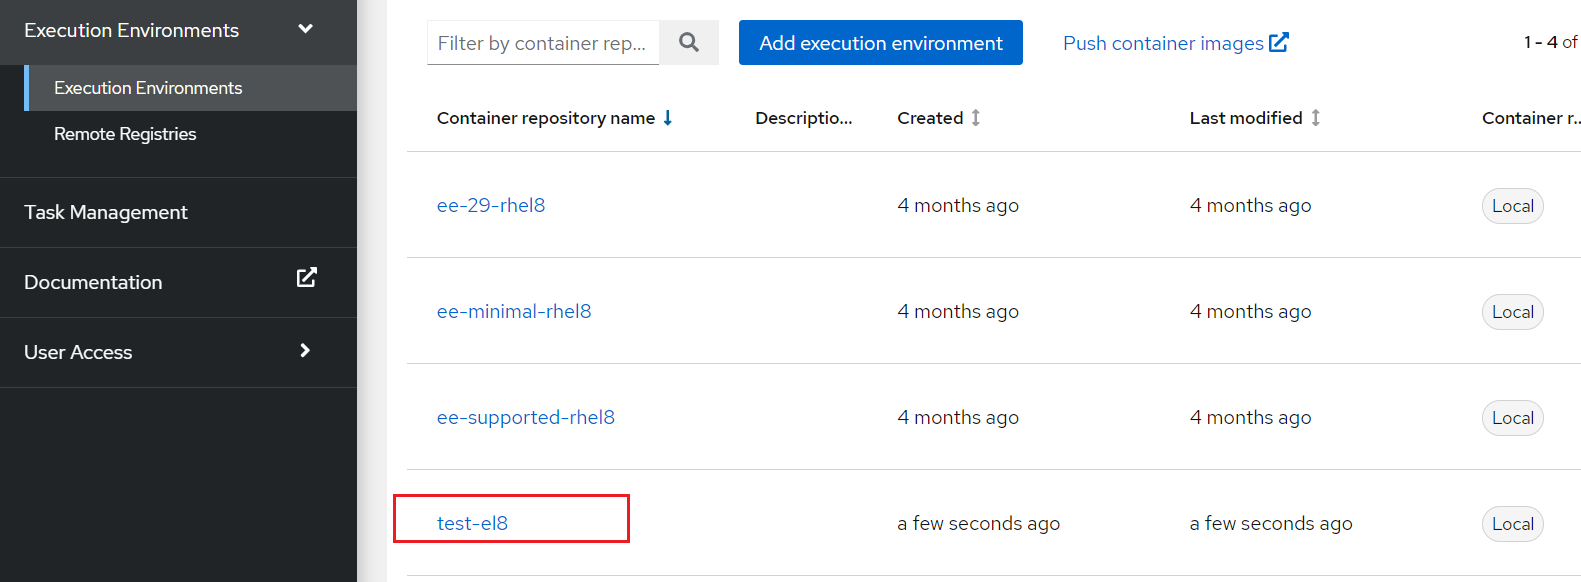 Execution Environments
Execution Environments
Remote Registries
Task Management
Documentation
User Access
Filter by container rep...
Add execution environment
Push container images
1 - 4 of
Container repository name Descriptio... Created Last modified Container r...
ee-29-rhel8 4 months ago 4 months ago Local
ee-minimal-rhel8 4 months ago 4 months ago Local
ee-supported-rhel8 4 months ago 4 months ago Local
test-el8 a few seconds ago a few seconds ago Local